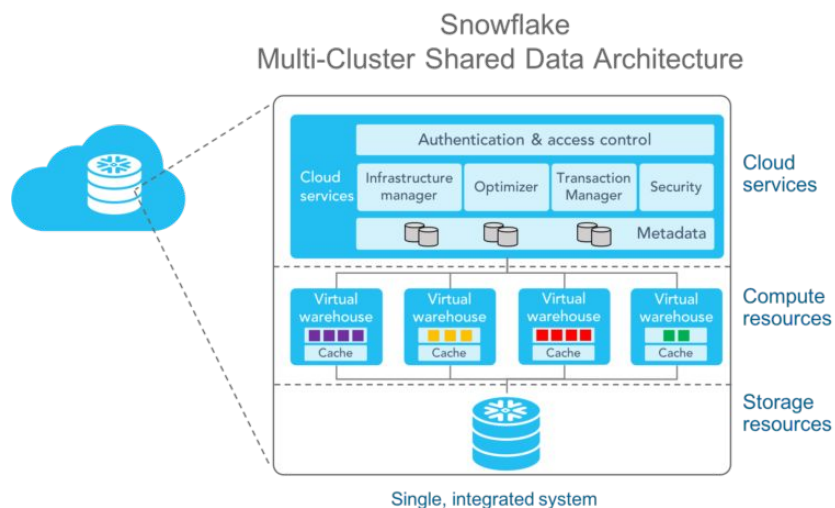 Snowflake
Multi-Cluster Shared Data Architecture
Authentication & access control
Cloud
services
Infrastructure
manager
Optimizer
Transaction
Manager
Security
Metadata
Cloud
services
Virtual
warehouse
Cache
Virtual
warehouse
Cache
Virtual
warehouse
Cache
Virtual
warehouse
Cache
Compute
resources
Storage
resources
Single, integrated system